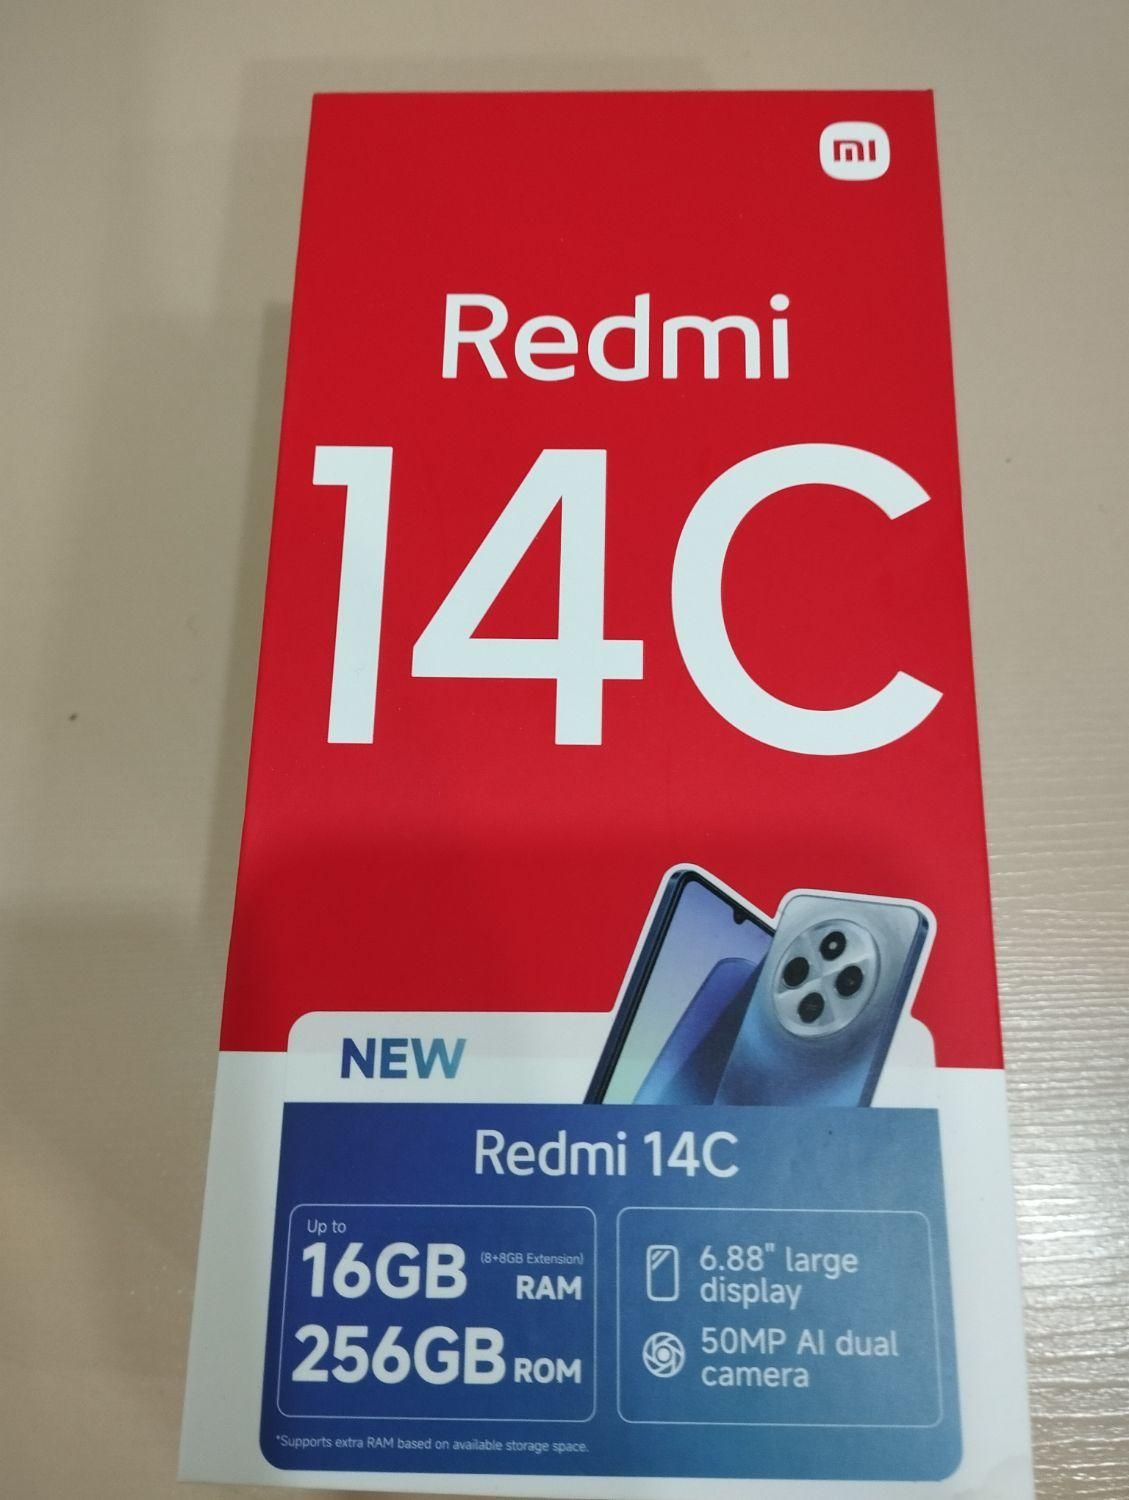 mi
Redmi
14C
NEW
Redmi 14C
Up to
16GB (8+8GB Extension) RAM
256GB ROM
6.88" large
display
50MP AI dual
camera
*Supports extra RAM based on available storage space.